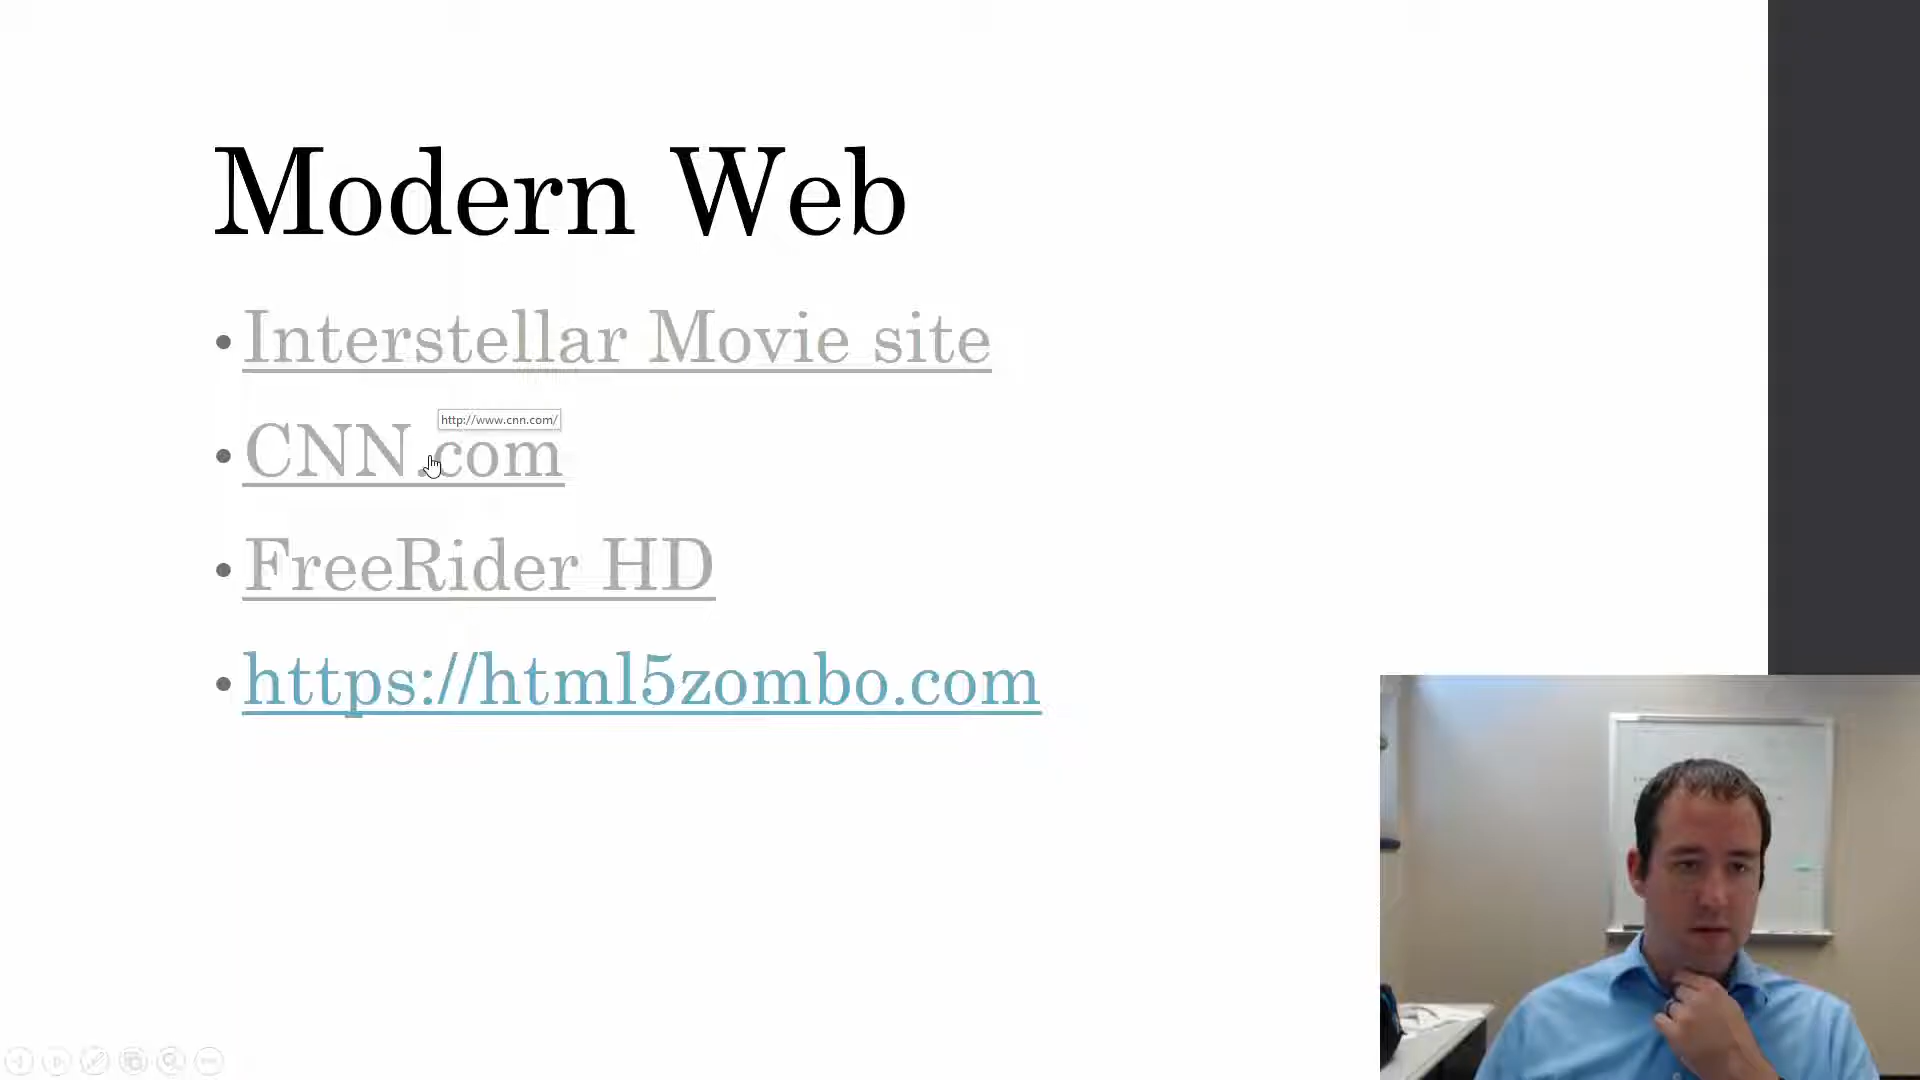 Modern Web
• Interstellar Movie site
http://www.cnn.com/
• CNN.com
• FreeRider HD
• https://html5zombo.com